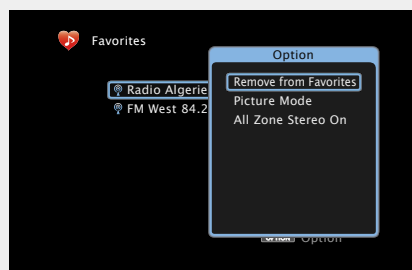 Favorites
Option
Radio Algerie
FM West 84.2
Remove from Favorites
Picture Mode
All Zone Stereo On
OPTION Option